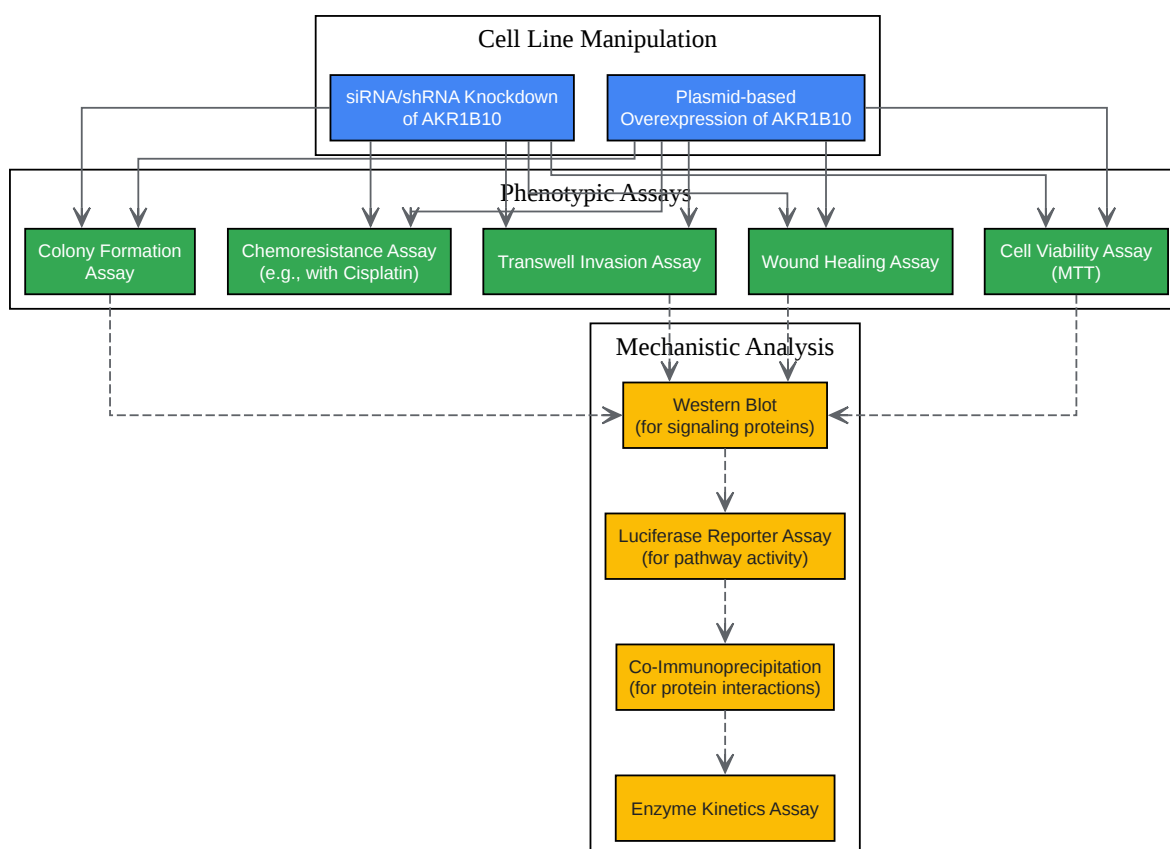 Cell Line Manipulation
siRNA/shRNA Knockdown
of AKR1B10
Plasmid-based
Overexpression of AKR1B10
Phenotypic Assays
Colony Formation
Assay
Chemoresistance Assay
(e.g., with Cisplatin)
Transwell Invasion Assay
Wound Healing Assay
Cell Viability Assay
(MTT)
Mechanistic Analysis
Western Blot
(for signaling proteins)
Luciferase Reporter Assay
(for pathway activity)
Co-Immunoprecipitation
(for protein interactions)
Enzyme Kinetics Assay